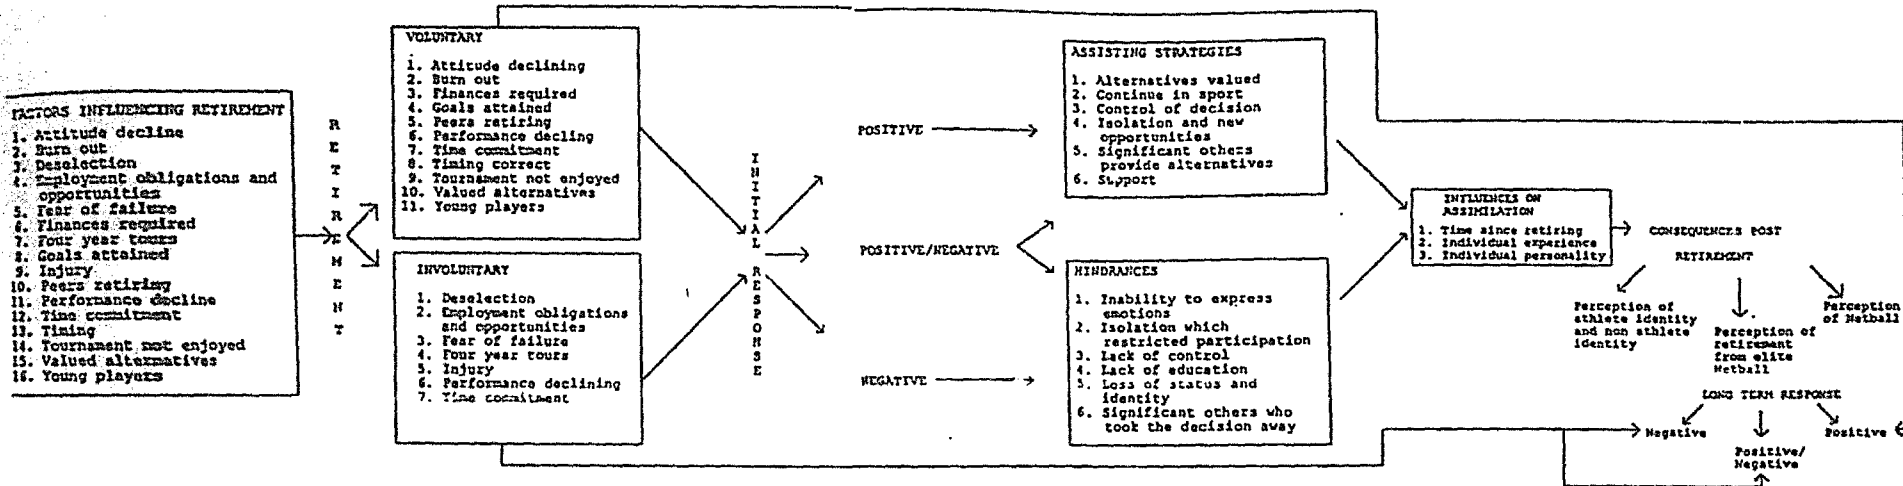 FACTORS INFLUENCING RETIREMENT
1. Attitude decline
2. Burn out
3. Deselection
4. Employment obligations and
opportunities
5. Fear of failure
6. Finances required
7. Four year tours
8. Goals attained
9. Injury
10. Peers retiring
11. Performance decline
12. Time commitment
13. Timing
14. Tournament not enjoyed
15. Valued alternatives
16. Young players
RETIREMENT
VOLUNTARY
1. Attitude declining
2. Burn out
3. Finances required
4. Goals attained
5. Peers retiring
6. Performance decling
7. Time commitment
8. Timing correct
9. Tournament not enjoyed
10. Valued alternatives
11. Young players
INVOLUNTARY
1. Deselection
2. Employment obligations
and opportunities
3. Fear of failure
4. Four year tours
5. Injury
6. Performance declining
7. Time commitment
INITIAL RESPONSE
POSITIVE
POSITIVE/NEGATIVE
NEGATIVE
ASSISTING STRATEGIES
1. Alternatives valued
2. Continue in sport
3. Control of decision
4. Isolation and new
opportunities
5. Significant others
provide alternatives
6. Support
HINDRANCES
1. Inability to express
emotions
2. Isolation which
restricted participation
3. Lack of control
4. Lack of education
5. Loss of status and
identity
6. Significant others who
took the decision away
INFLUENCES ON
ASSIMILATION
1. Time since retiring
2. Individual experience
3. Individual personality
CONSEQUENCES POST
RETIREMENT
Perception of
athlete identity
and non athlete
identity
Perception of
retirement
from elite
Netball
Perception
of Netball
LONG TERM RESPONSE
Negative
Positive/
Negative
Positive